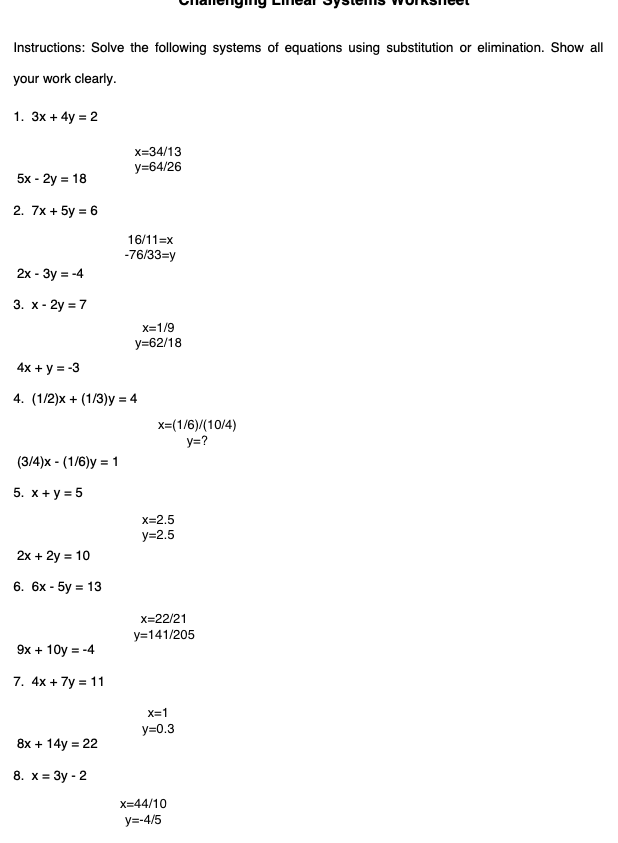 Challenging Linear Systems Worksheet
Instructions: Solve the following systems of equations using substitution or elimination. Show all
your work clearly.
1. 3x + 4y = 2
x=34/13
y=64/26
5x - 2y = 18
2. 7x + 5y = 6
16/11=x
-76/33=y
2x - 3y = -4
3. x - 2y = 7
x=1/9
y=62/18
4x + y = -3
4. (1/2)x + (1/3)y = 4
x=(1/6)/(10/4)
y=?
(3/4)x - (1/6)y = 1
5. x + y = 5
x=2.5
y=2.5
2x + 2y = 10
6. 6x - 5y = 13
x=22/21
y=141/205
9x + 10y = -4
7. 4x + 7y = 11
x=1
y=0.3
8x + 14y = 22
8. x = 3y - 2
x=44/10
y=-4/5